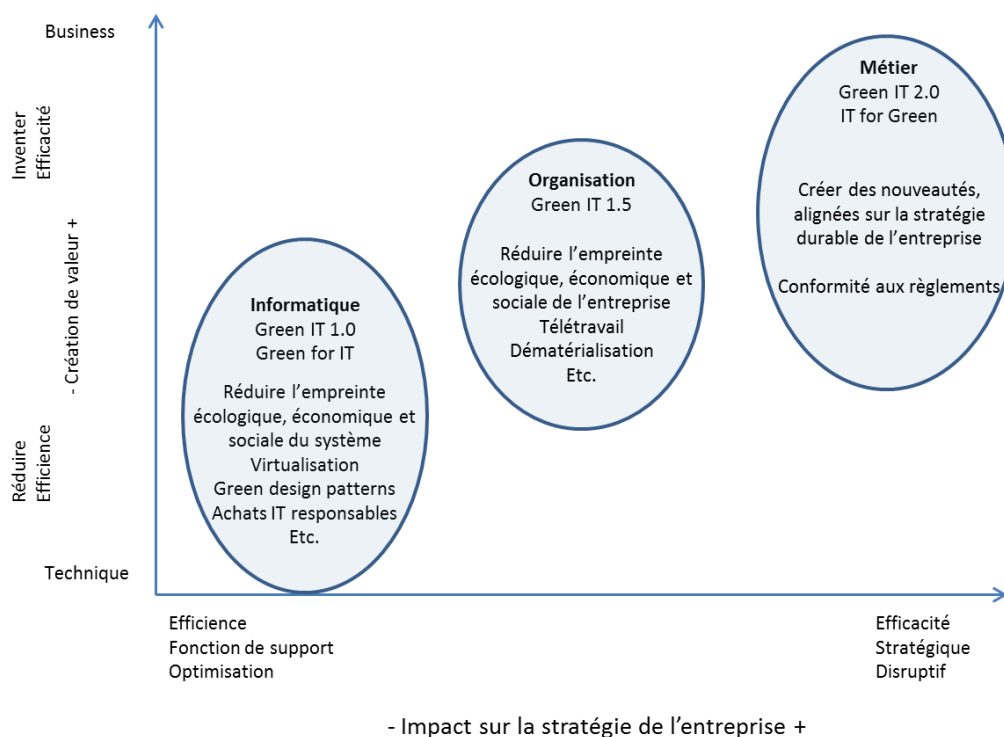 Business
Inventer
Efficacité
- Création de valeur +
Réduire
Efficience
Technique
Informatique
Green IT 1.0
Green for IT
Réduire l’empreinte
écologique, économique et
sociale du système
Virtualisation
Green design patterns
Achats IT responsables
Etc.
Organisation
Green IT 1.5
Réduire l’empreinte
écologique, économique et
sociale de l’entreprise
Télétravail
Dématérialisation
Etc.
Métier
Green IT 2.0
IT for Green
Créer des nouveautés,
alignées sur la stratégie
durable de l’entreprise
Conformité aux règlements
Efficience
Fonction de support
Optimisation
Efficacité
Stratégique
Disruptif
- Impact sur la stratégie de l’entreprise +